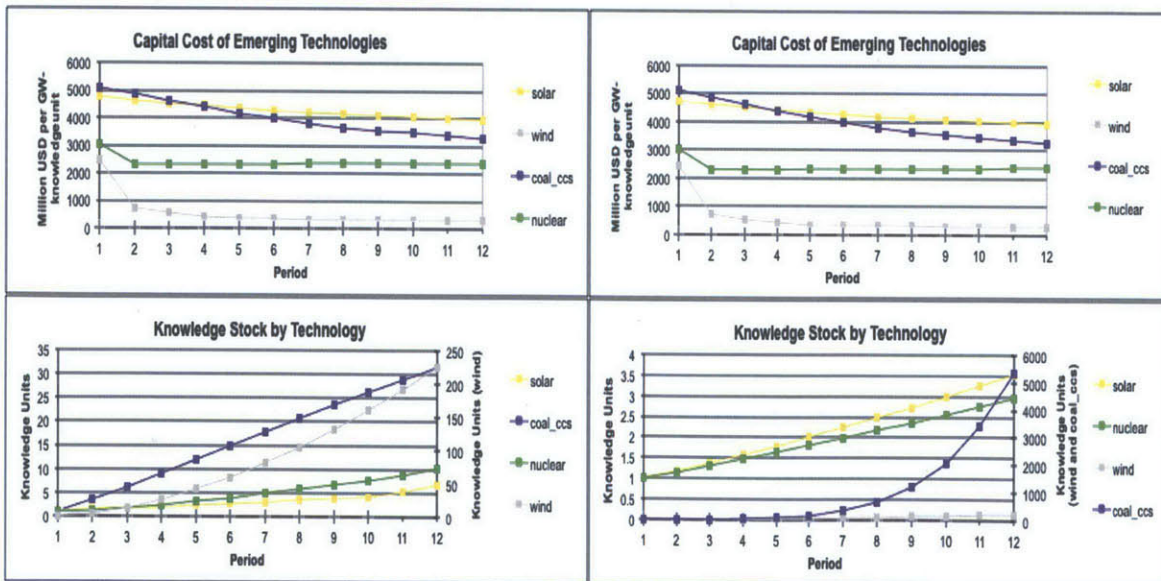 Capital Cost of Emerging Technologies
Million USD per GW-
knowledgeunit
6000
5000
4000
3000
2000
1000
0
1 2 3 4 5 6 7 8 9 10 11 12
Period
solar
wind
coal_ccs
nuclear
Capital Cost of Emerging Technologies
Million USD per GW-
knowledgeunit
6000
5000
4000
3000
2000
1000
0
1 2 3 4 5 6 7 8 9 10 11 12
Period
solar
wind
coal_ccs
nuclear
Knowledge Stock by Technology
Knowledge Units
35
30
25
20
15
10
5
0
1 2 3 4 5 6 7 8 9 10 11 12
Period
250
200
150
100
50
0
Knowledge Units (wind)
solar
coal_ccs
nuclear
wind
Knowledge Stock by Technology
Knowledge Units
4
3.5
3
2.5
2
1.5
1
0.5
0
1 2 3 4 5 6 7 8 9 10 11 12
Period
6000
5000
4000
3000
2000
1000
0
Knowledge Units
(wind and coal_ccs)
solar
nuclear
wind
coal_ccs